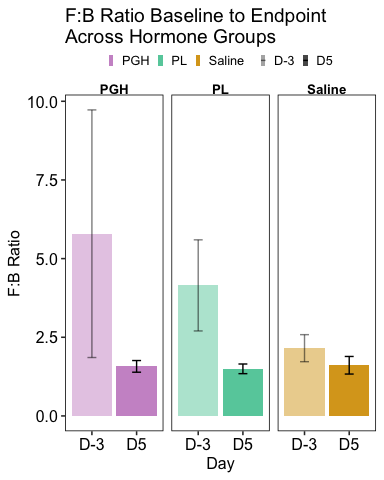 F:B Ratio Baseline to Endpoint
Across Hormone Groups
PGH PL Saline D-3 D5
PGH PL Saline
10.0
7.5
5.0
2.5
0.0
F:B Ratio
D-3 D5 D-3 D5 D-3 D5
Day